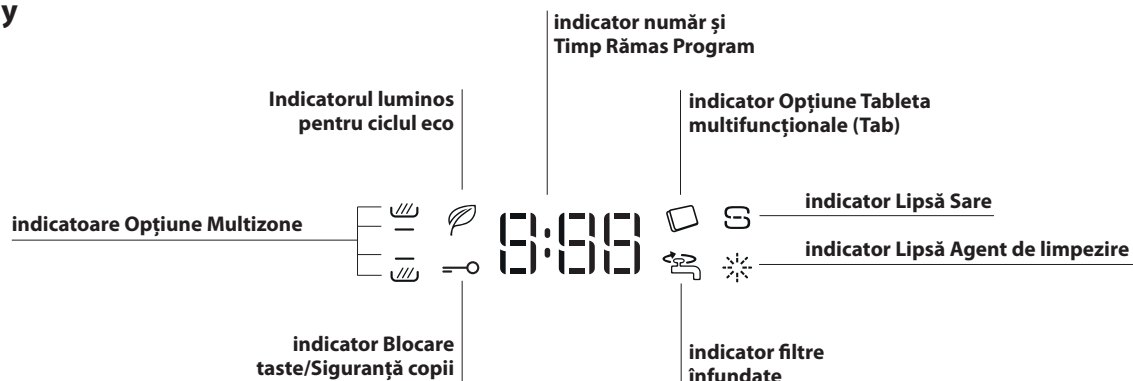 y
indicator număr și
Timp Rămas Program
Indicatorul luminos
pentru ciclul eco
indicator Opțiune Tableta
multifuncționale (Tab)
indicatoare Opțiune Multizone
8:88
indicator Lipsă Sare
indicator Lipsă Agent de limpezire
indicator Blocare
taste/Siguranță copii
indicator filtre
înfundate